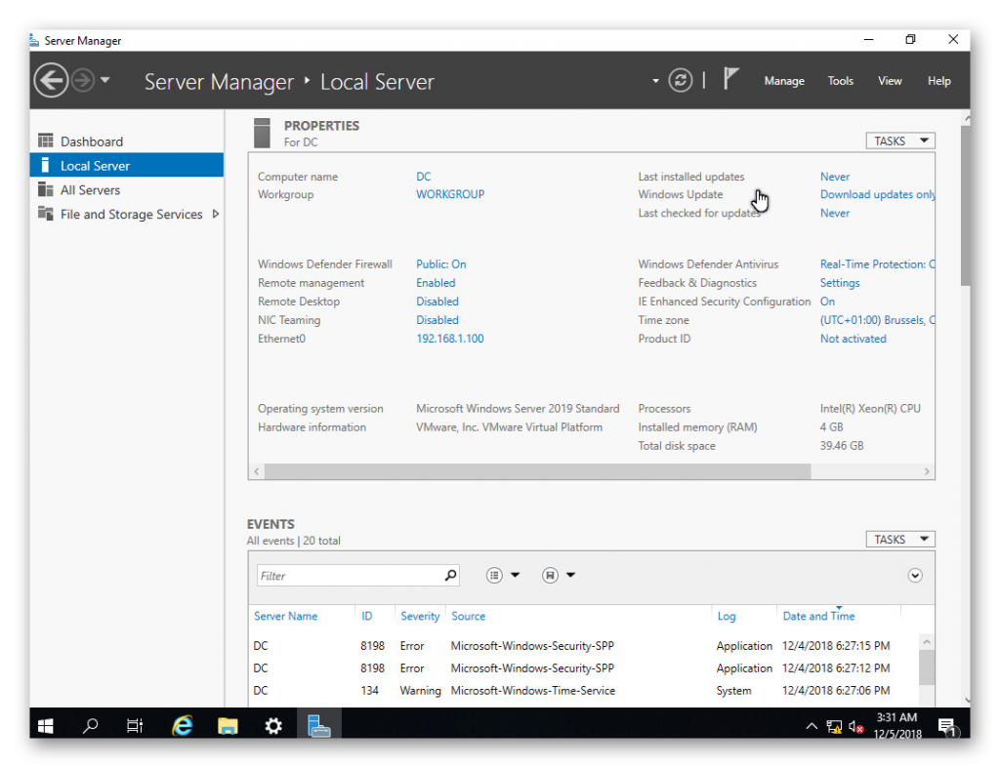 Server Manager
Server Manager ‣ Local Server
Manage Tools View Help
Dashboard
Local Server
All Servers
File and Storage Services
PROPERTIES
For DC
TASKS
Computer name DC Last installed updates Never
Workgroup WORKGROUP Windows Update Download updates only
Last checked for updates Never
Windows Defender Firewall Public: On Windows Defender Antivirus Real-Time Protection: C
Remote management Enabled Feedback & Diagnostics Settings
Remote Desktop Disabled IE Enhanced Security Configuration On
NIC Teaming Disabled Time zone (UTC+01:00) Brussels, C
Ethernet0 192.168.1.100 Product ID Not activated
Operating system version Microsoft Windows Server 2019 Standard Processors Intel(R) Xeon(R) CPU
Hardware information VMware, Inc. VMware Virtual Platform Installed memory (RAM) 4 GB
Total disk space 39.46 GB
EVENTS
All events | 20 total
TASKS
Filter
Server Name ID Severity Source Log Date and Time
DC 8198 Error Microsoft-Windows-Security-SPP Application 12/4/2018 6:27:15 PM
DC 8198 Error Microsoft-Windows-Security-SPP Application 12/4/2018 6:27:12 PM
DC 134 Warning Microsoft-Windows-Time-Service System 12/4/2018 6:27:06 PM
3:31 AM
12/5/2018
1